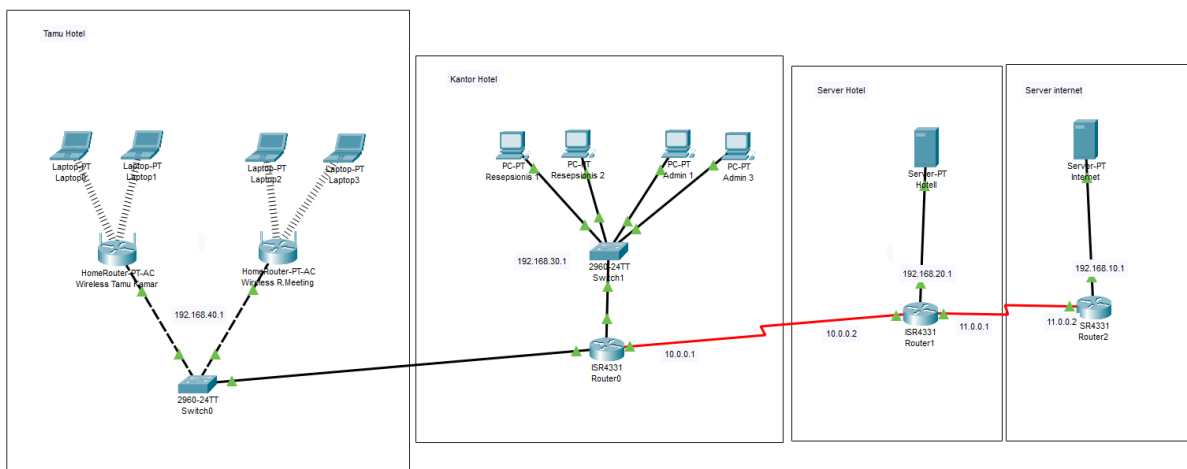 Tamu Hotel
Laptop-PT
Laptop0
Laptop-PT
Laptop1
Laptop-PT
Laptop2
Laptop-PT
Laptop3
HomeRouter-PT-AC
Wireless Tamu Kamar
HomeRouter-PT-AC
Wireless R.Meeting
192.168.40.1
2960-24TT
Switch0
Kantor Hotel
PC-PT
Resepsionis 1
PC-PT
Resepsionis 2
PC-PT
Admin 1
PC-PT
Admin 3
192.168.30.1
2960-24TT
Switch1
ISR4331
Router0
10.0.0.1
Server Hotel
Server-PT
Hotell
192.168.20.1
10.0.0.2
ISR4331
Router1
11.0.0.1
Server internet
Server-PT
Internet
192.168.10.1
11.0.0.2
SR4331
Router2